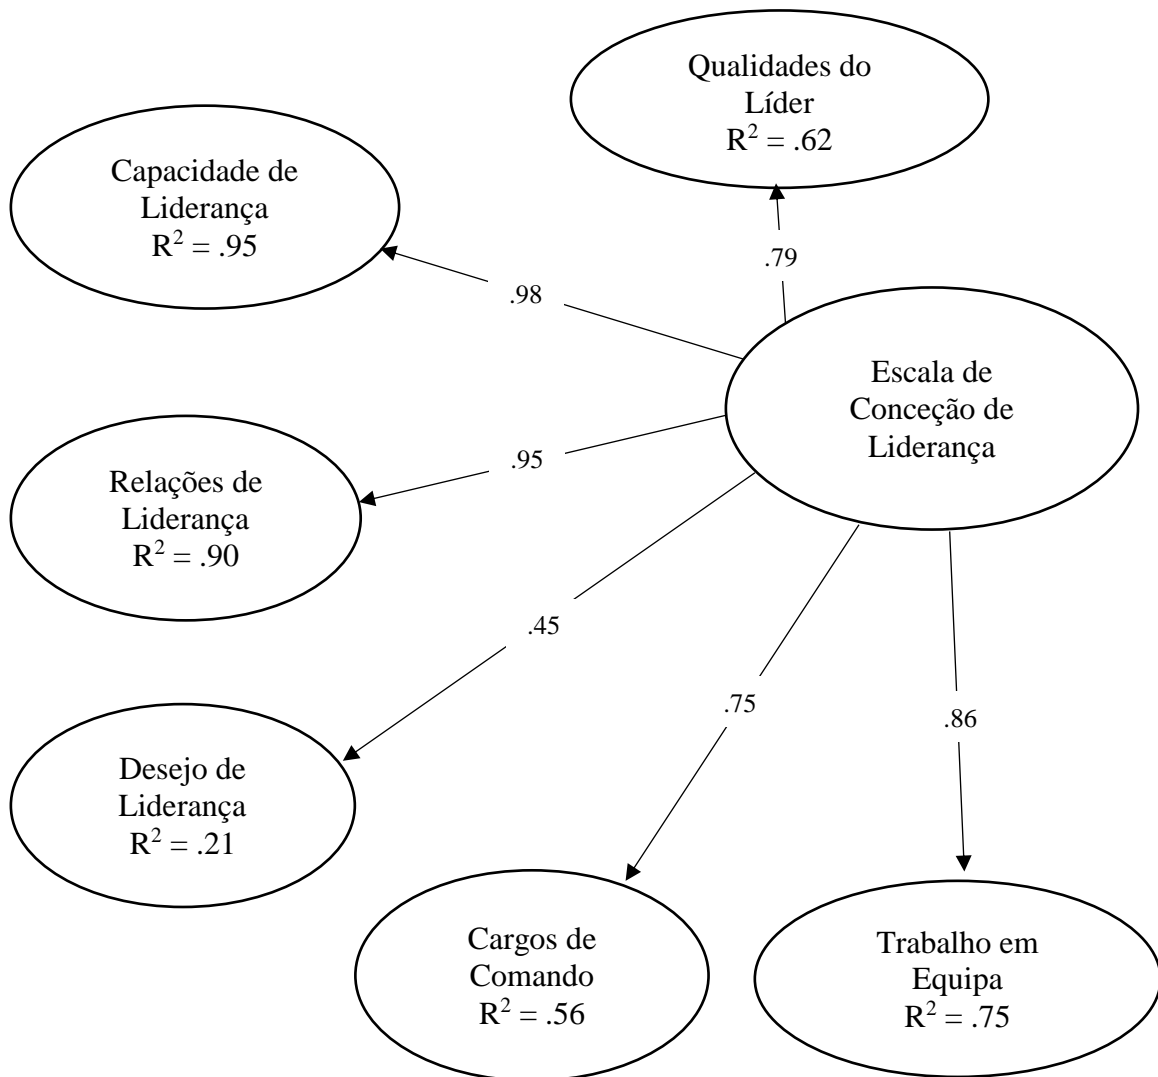 Qualidades do
Líder
R² = .62
Capacidade de
Liderança
R² = .95
.79
.98
Escala de
Conceção de
Liderança
.95
Relações de
Liderança
R² = .90
.45
.75
.86
Desejo de
Liderança
R² = .21
Cargos de
Comando
R² = .56
Trabalho em
Equipa
R² = .75